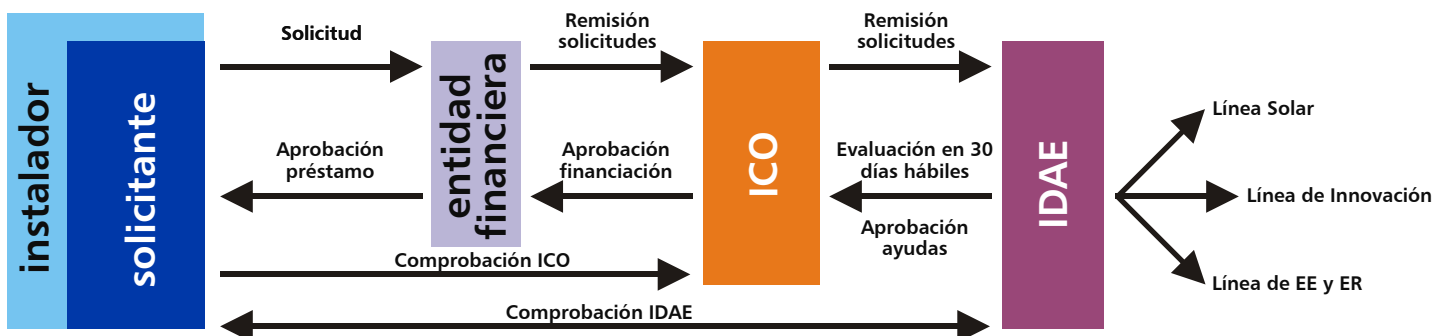 instalador
solicitante
Solicitud
Aprobación
préstamo
entidad
financiera
Remisión
solicitudes
Aprobación
financiación
ICO
Remisión
solicitudes
Evaluación en 30
días hábiles
Aprobación
ayudas
IDAE
Línea Solar
Línea de Innovación
Línea de EE y ER
Comprobación ICO
Comprobación IDAE